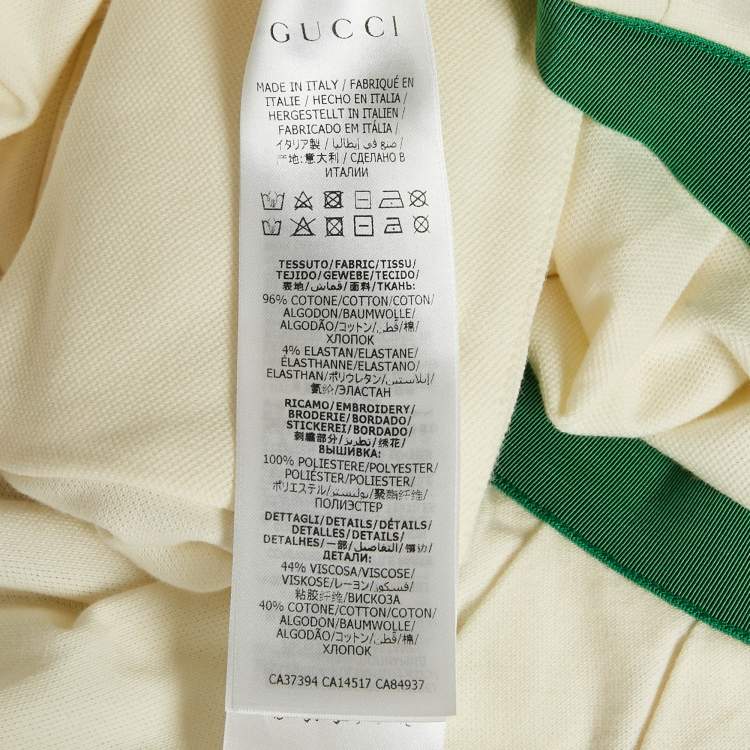 GUCCI
MADE IN ITALY / FABRIQUÉ EN
ITALIE / HECHO EN ITALIA /
HERGESTELLT IN ITALIEN /
FABRICADO EM ITÁLIA /
イタリア製 / صنع في إيطاليا /
产地:意大利 / СДЕЛАНО В
ИТАЛИИ
TESSUTO/FABRIC/TISSU/
TEJIDO/GEWEBE/TECIDO/
表地/قماش/面料/ТКАНЬ:
96% COTONE/COTTON/COTON/
ALGODON/BAUMWOLLE/
ALGODÃO/コットン/قطن/棉/
ХЛОПОК
4% ELASTAN/ELASTANE/
ÉLASTHANNE/ELASTANO/
ELASTHAN/ポリウレタン/إيلاستين/
氨纶/ЭЛАСТАН
RICAMO/EMBROIDERY/
BRODERIE/BORDADO/
STICKEREI/BORDADO/
刺繍部分/تطريز/绣花/
ВЫШИВКА:
100% POLIESTERE/POLYESTER/
POLIÉSTER/POLYESTER/
ポリエステル/بوليستر/聚酯纤维/
ПОЛИЭСТЕР
DETTAGLI/DETAILS/DÉTAILS/
DETALLES/DETAILS/
DETALHES/一部/التفاصيل/镶边/
ДЕТАЛИ:
44% VISCOSA/VISCOSE/
VISKOSE/レーヨン/فسكوز/
粘胶纤维/ВИСКОЗА
40% COTONE/COTTON/COTON/
ALGODON/BAUMWOLLE/
ALGODÃO/コットン/قطن/棉/
ХЛОПОК
CA37394 CA14517 CA84937